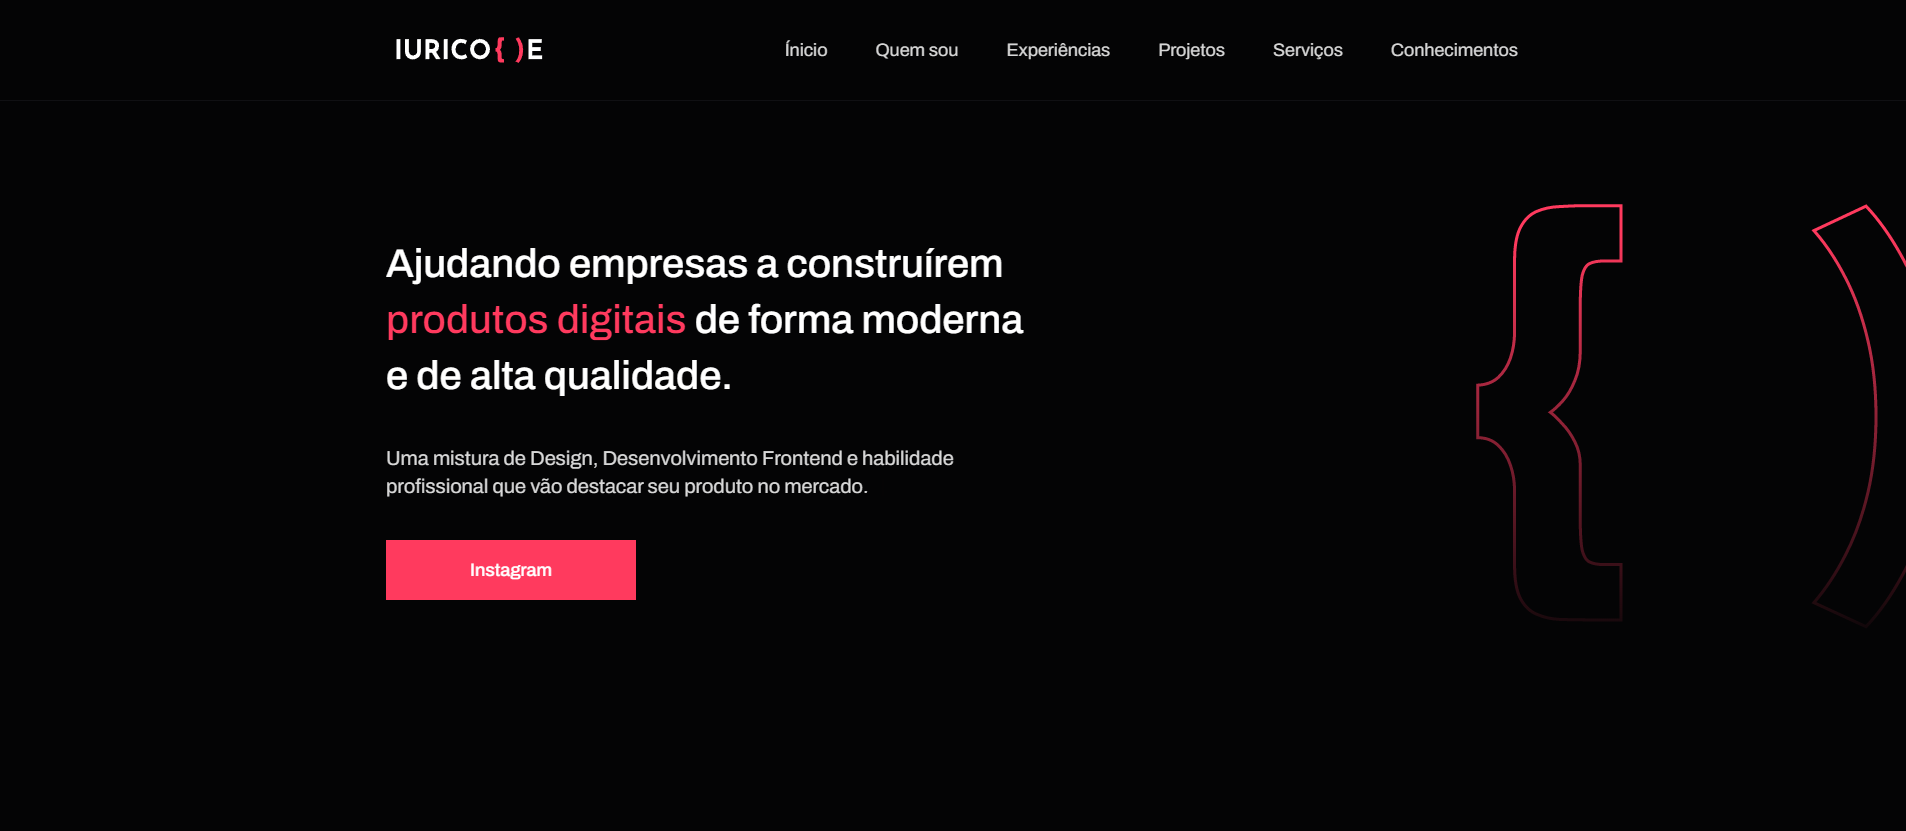 IURICO{ )E
Ínicio
Quem sou
Experiências
Projetos
Serviços
Conhecimentos
Ajudando empresas a construírem
produtos digitais de forma moderna
e de alta qualidade.
Uma mistura de Design, Desenvolvimento Frontend e habilidade
profissional que vão destacar seu produto no mercado.
Instagram
{ )